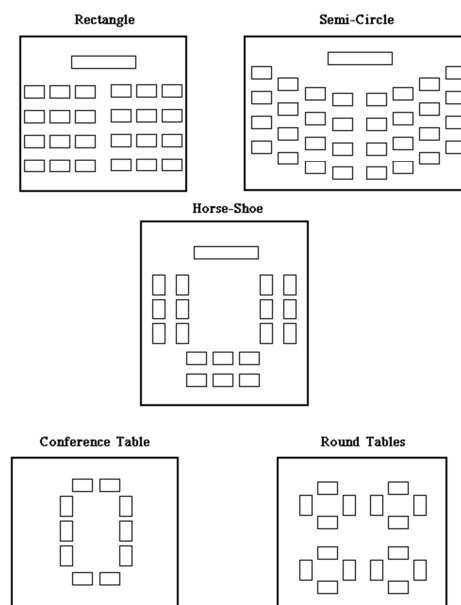 Rectangle
Semi-Circle
Horse-Shoe
Conference Table
Round Tables